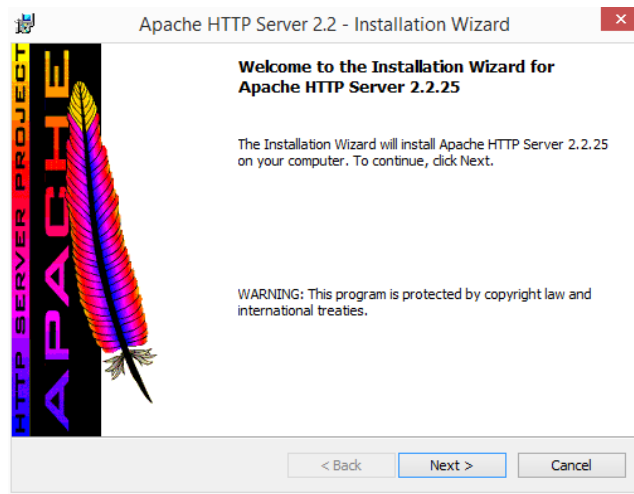 Apache HTTP Server 2.2 - Installation Wizard
HTTP SERVER PROJECT
APACHE
Welcome to the Installation Wizard for
Apache HTTP Server 2.2.25
The Installation Wizard will install Apache HTTP Server 2.2.25
on your computer. To continue, click Next.
WARNING: This program is protected by copyright law and
international treaties.
< Back
Next >
Cancel